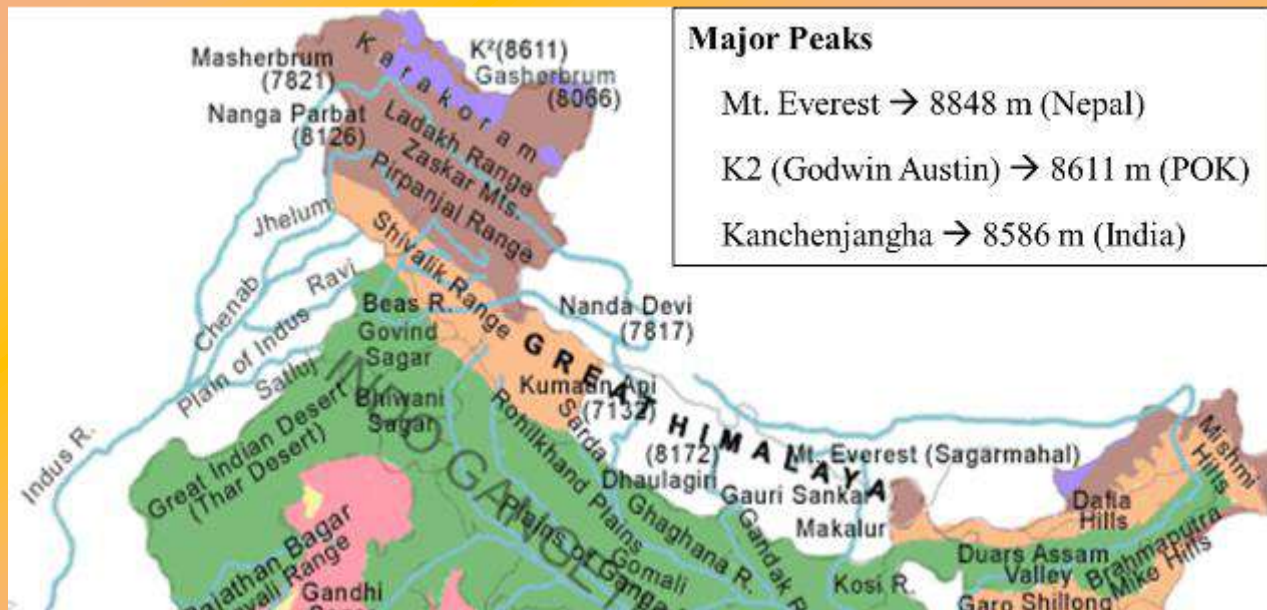 Major Peaks
Mt. Everest → 8848 m (Nepal)
K2 (Godwin Austin) → 8611 m (POK)
Kanchenjangha → 8586 m (India)
Karakoram
K²(8611)
Masherbrum
(7821)
Gasherbrum
(8066)
Nanga Parbat
(8126)
Ladakh Range
Zaskar Mts.
Pirpanjal Range
Jhelum
Shivalik Range
Chenab
Ravi
Beas R.
Nanda Devi
(7817)
Plain of Indus
Satluj
Govind
Sagar
GREAT HIMALAYA
Indus R.
Great Indian Desert
(Thar Desert)
Bhiwani
Sagar
INDO GANGE
Kumaun Api
(7132)
Sarda
Rohilkhand Plains
(8172)
Dhaulagiri
Mt. Everest (Sagarmahal)
Gauri Sankar
Makalur
Mishmi
Hills
Dafla
Hills
Ghaghana R.
Gandak R
Plains of Ganga
Gomali
Kosi R.
Duars Assam
Valley
Brahmaputra
Mike Hills
Garo Shillong
Rajathan Bagar
vali Range
Gandhi